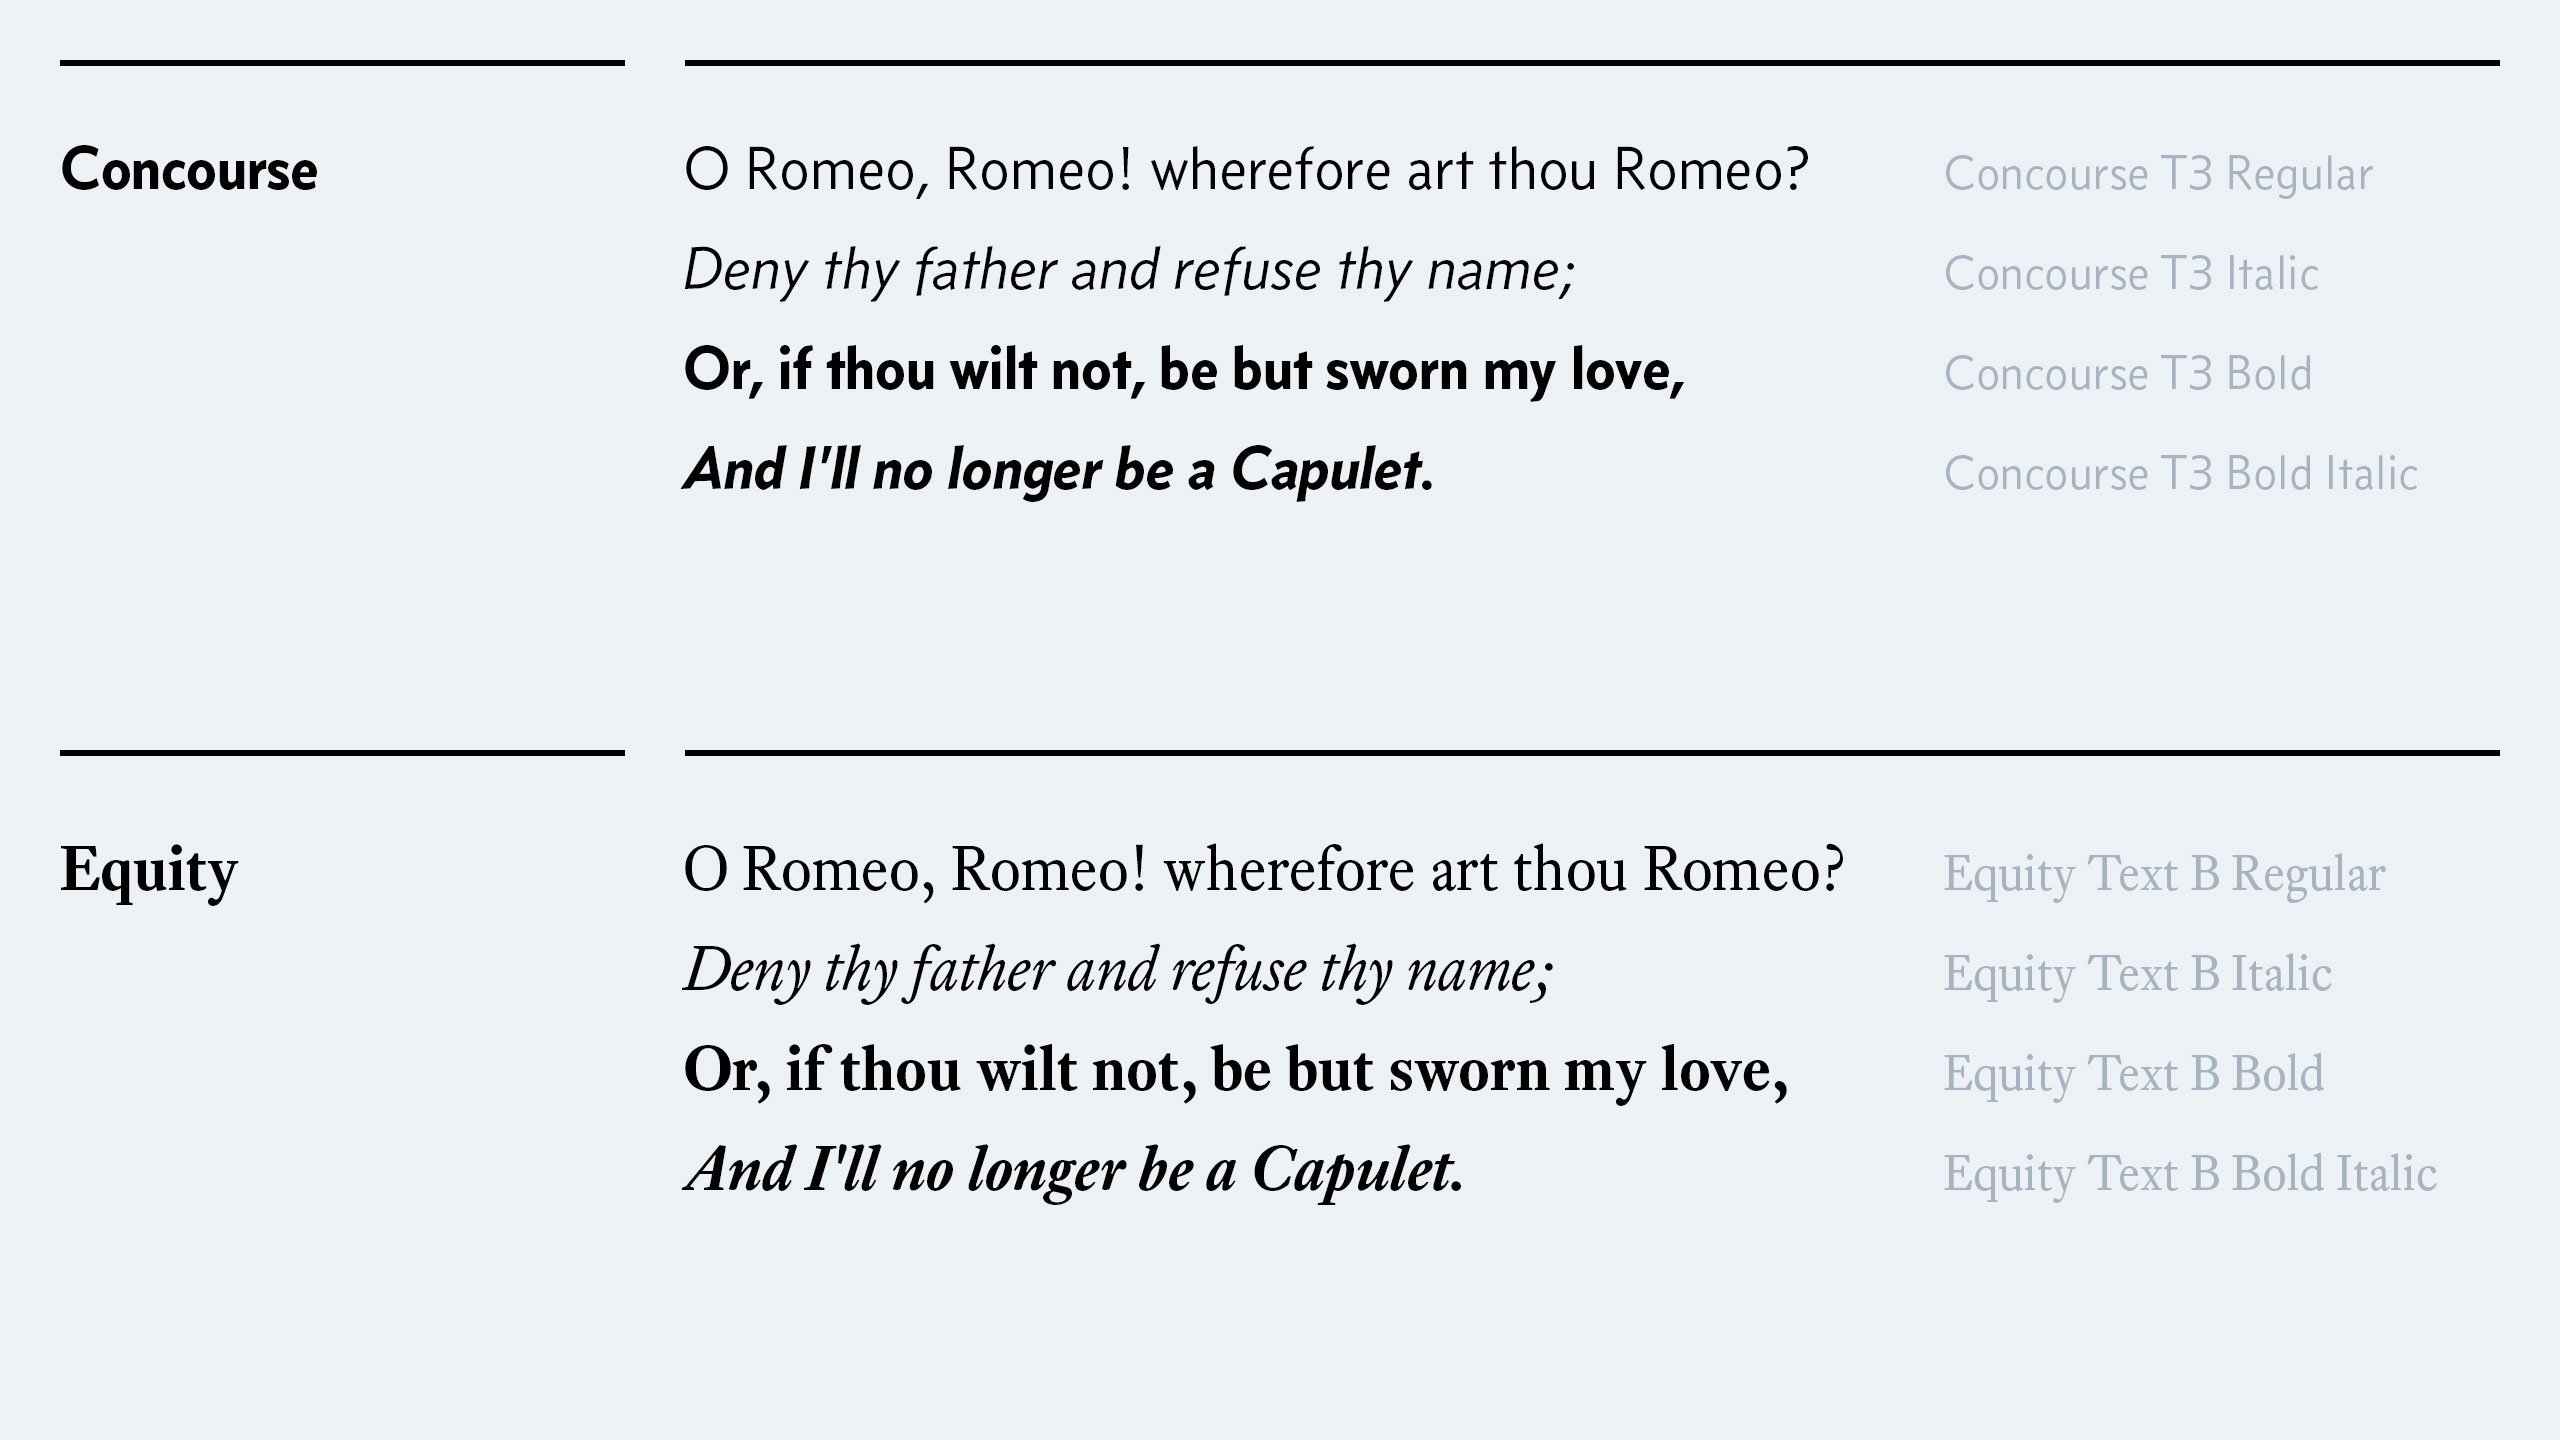 Concourse
O Romeo, Romeo! wherefore art thou Romeo? Concourse T3 Regular
Deny thy father and refuse thy name; Concourse T3 Italic
Or, if thou wilt not, be but sworn my love, Concourse T3 Bold
And I'll no longer be a Capulet. Concourse T3 Bold Italic
Equity
O Romeo, Romeo! wherefore art thou Romeo? Equity Text B Regular
Deny thy father and refuse thy name; Equity Text B Italic
Or, if thou wilt not, be but sworn my love, Equity Text B Bold
And I'll no longer be a Capulet. Equity Text B Bold Italic